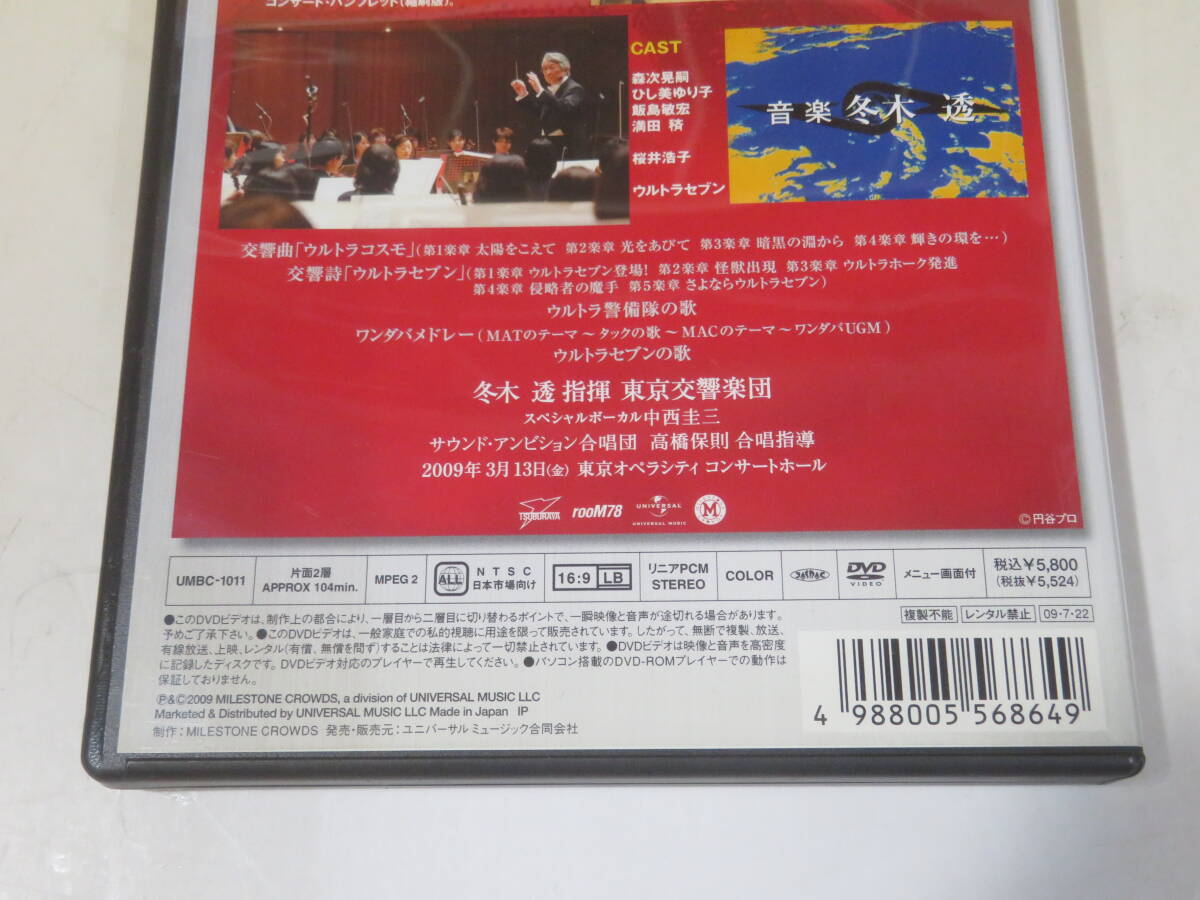 コンサート・パンフレット(縮刷版)。
CAST
森次晃嗣
ひし美ゆり子
飯島敏宏
満田 䅈
桜井浩子
ウルトラセブン
音楽 冬木 透
交響曲「ウルトラコスモ」(第1楽章 太陽をこえて 第2楽章 光をあびて 第3楽章 暗黒の淵から 第4楽章 輝きの環を…)
交響詩「ウルトラセブン」(第1楽章 ウルトラセブン登場! 第2楽章 怪獣出現 第3楽章 ウルトラホーク発進
第4楽章 侵略者の魔手 第5楽章 さよならウルトラセブン)
ウルトラ警備隊の歌
ワンダバメドレー(MATのテーマ~タックの歌~MACのテーマ~ワンダバUGM)
ウルトラセブンの歌
冬木 透 指揮 東京交響楽団
スペシャルボーカル 中西圭三
サウンド・アンビション合唱団 高橋保則 合唱指導
2009年3月13日(金) 東京オペラシティ コンサートホール
TSUBURAYA
rooM78
UNIVERSAL
UNIVERSAL MUSIC
M
©円谷プロ
UMBC-1011
片面2層
APPROX 104min.
MPEG 2
ALL
NTSC
日本市場向け
16:9 LB
リニアPCM
STEREO
COLOR
JASRAC
DVD
VIDEO
メニュー画面付
税込¥5,800
(税抜¥5,524)
●このDVDビデオは、制作上の都合により、一層目から二層目に切り替わるポイントで、一瞬映像と音声が途切れる場合があります。
予めご了承下さい。●このDVDビデオは、一般家庭での私的視聴に用途を限って販売されています。したがって、無断で複製、放送、
有線放送、上映、レンタル(有償、無償を問ず)することは法律によって一切禁止されています。●DVDビデオは映像と音声を高密度
に記録したディスクです。DVDビデオ対応のプレイヤーで再生してください。●パソコン搭載のDVD-ROMプレイヤーでの動作は
保証しておりません。
複製不能
レンタル禁止
09・7・22
℗&©2009 MILESTONE CROWDS, a division of UNIVERSAL MUSIC LLC
Marketed & Distributed by UNIVERSAL MUSIC LLC Made in Japan IP
制作:MILESTONE CROWDS 発売・販売元:ユニバーサル ミュージック合同会社
4 988005 568649